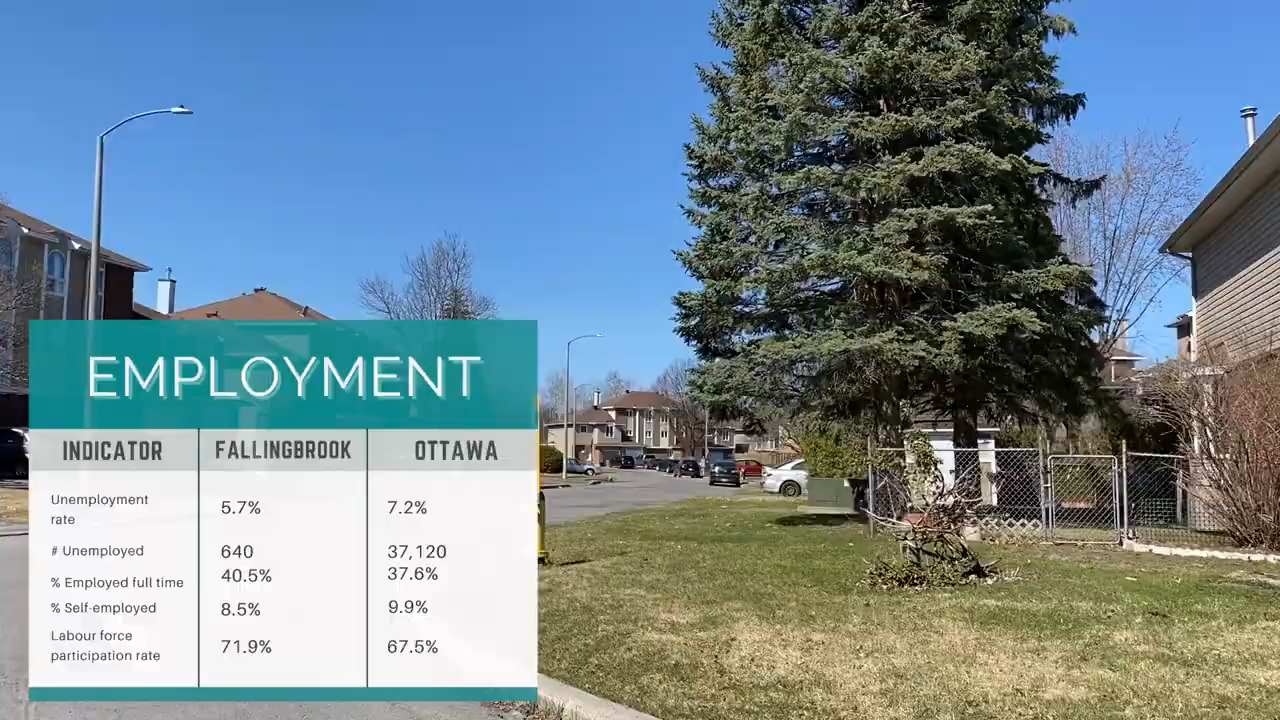 EMPLOYMENT
INDICATOR FALLINGBROOK OTTAWA
Unemployment
rate 5.7% 7.2%
# Unemployed 640 37,120
% Employed full time 40.5% 37.6%
% Self-employed 8.5% 9.9%
Labour force
participation rate 71.9% 67.5%